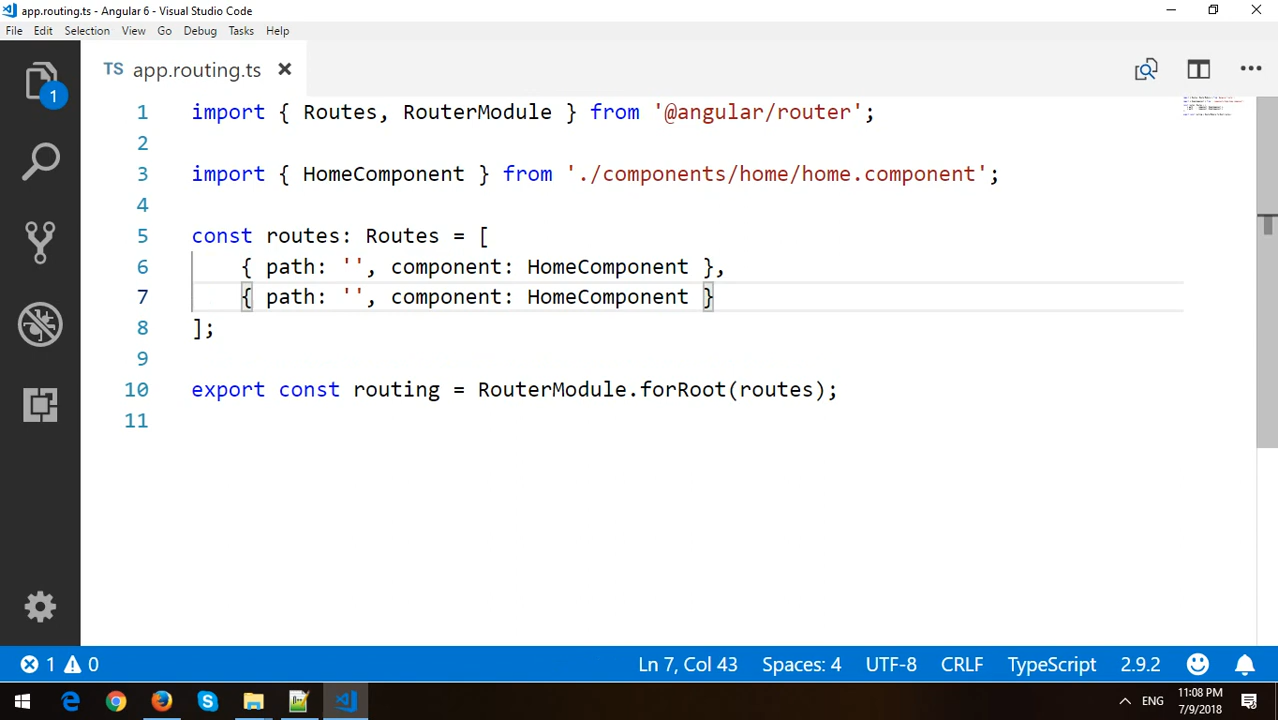 app.routing.ts - Angular 6 - Visual Studio Code
File Edit Selection View Go Debug Tasks Help
TS app.routing.ts
1
1 import { Routes, RouterModule } from '@angular/router';
2
3 import { HomeComponent } from './components/home/home.component';
4
5 const routes: Routes = [
6 { path: '', component: HomeComponent },
7 { path: '', component: HomeComponent }
8 ];
9
10 export const routing = RouterModule.forRoot(routes);
11
1 0 Ln 7, Col 43 Spaces: 4 UTF-8 CRLF TypeScript 2.9.2
ENG
11:08 PM
7/9/2018